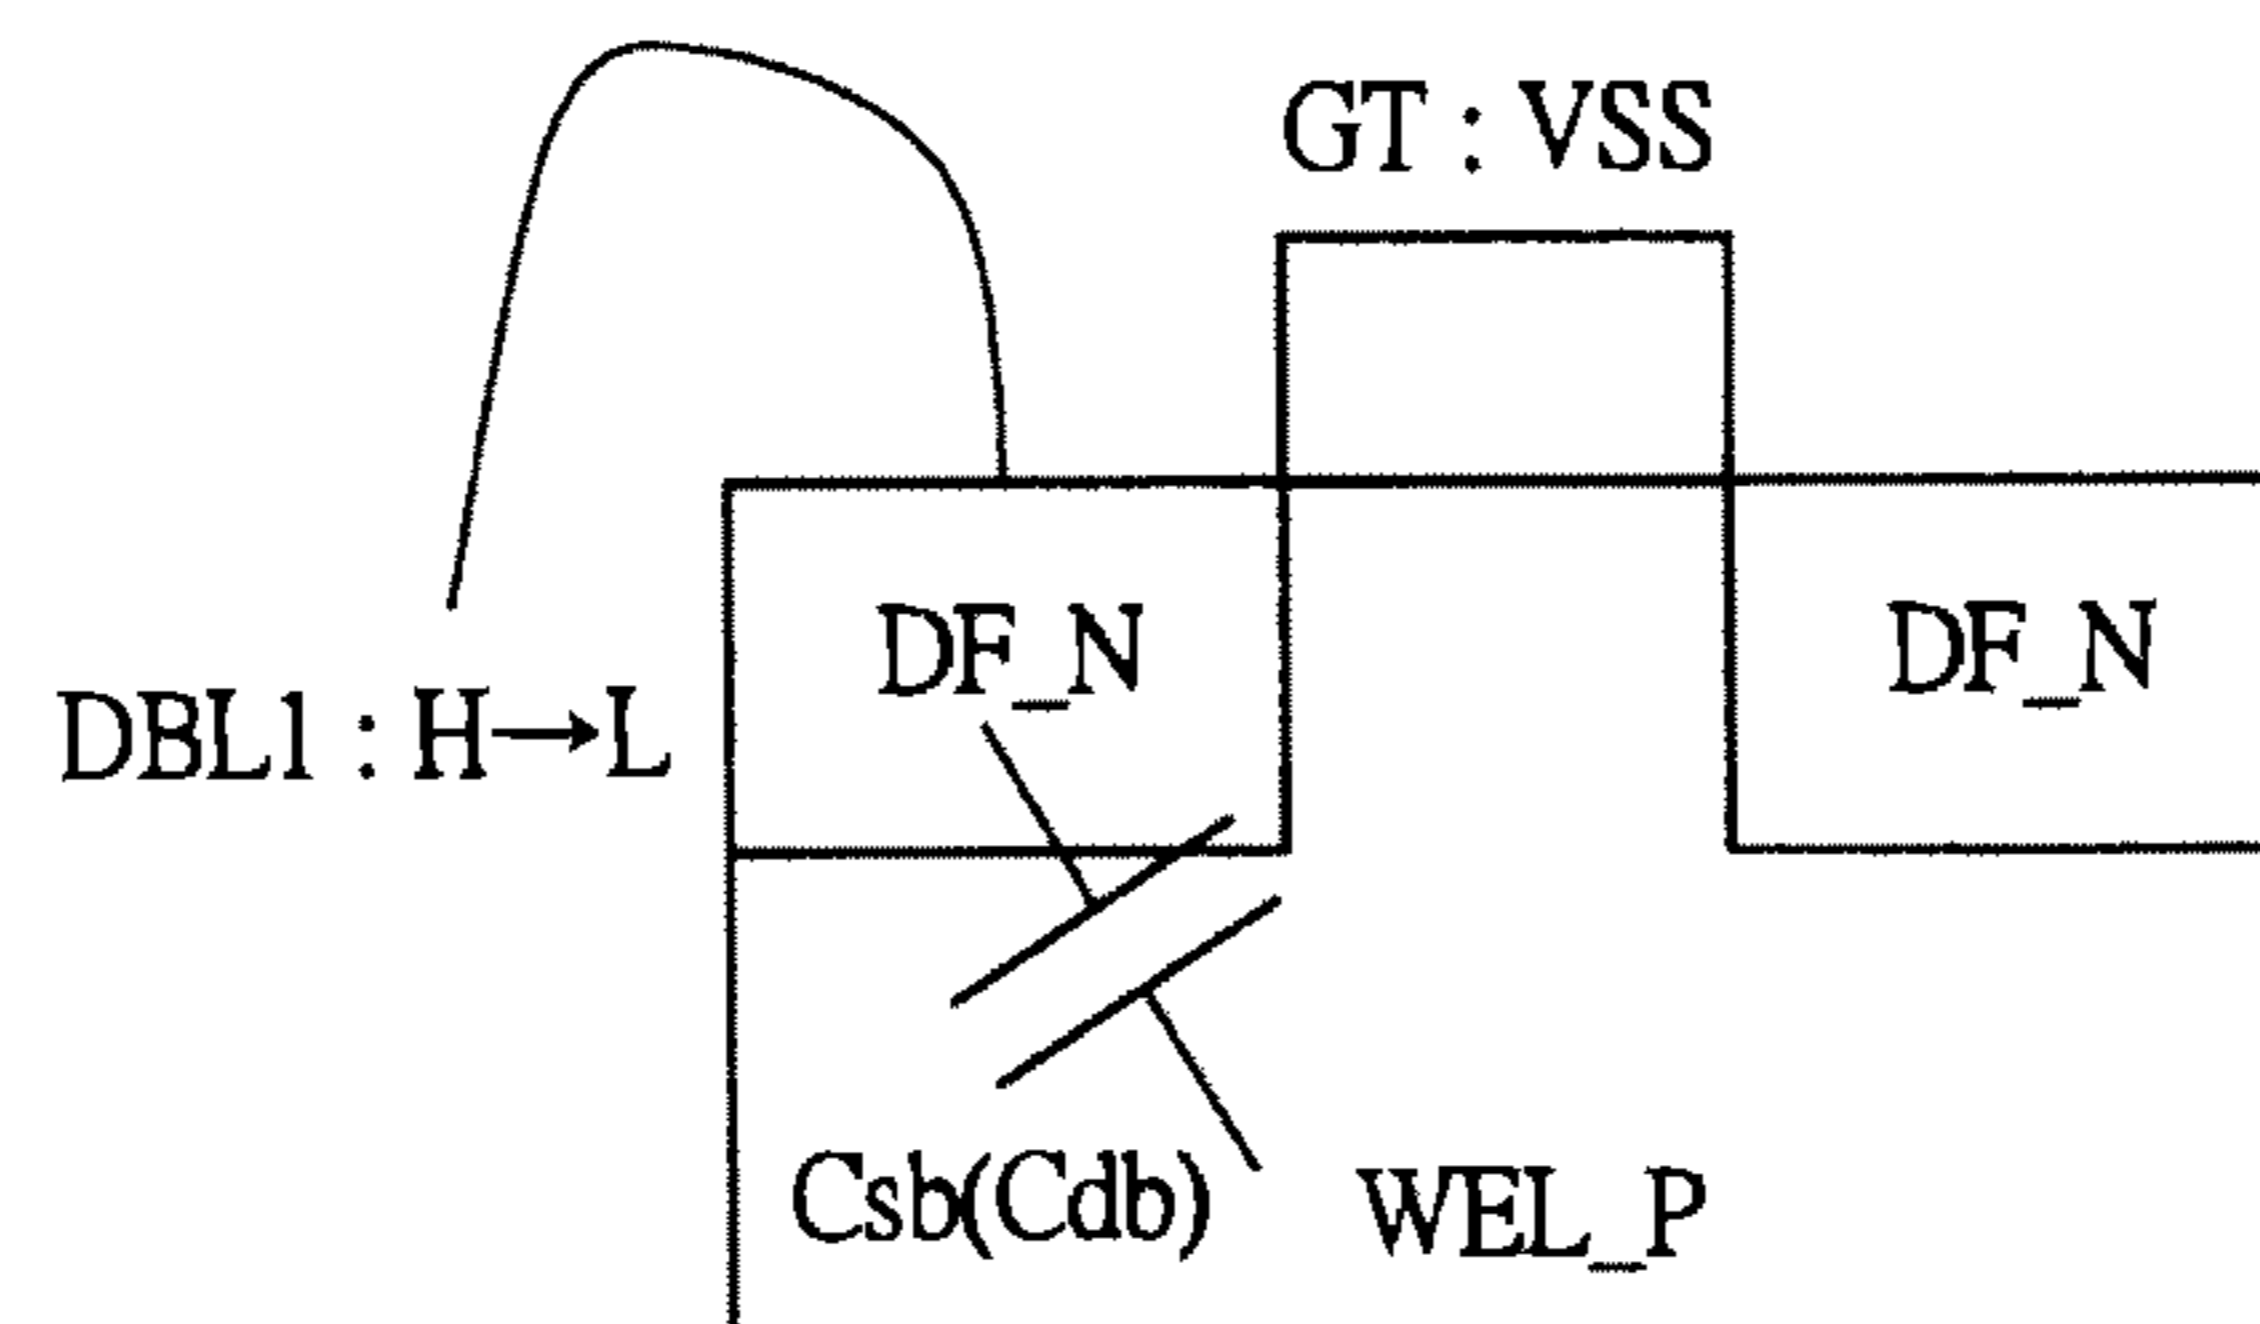 GT : VSS
DF_N
DF_N
DBL1 : H→L
Csb(Cdb)
WEL_P